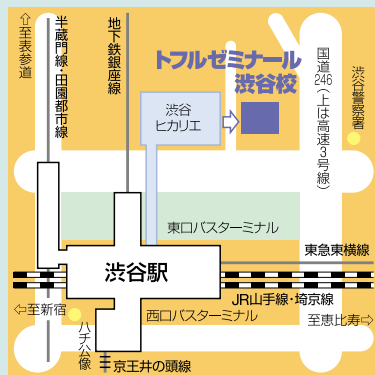 ⇧至表参道
半蔵門線・田園都市線
地下鉄銀座線
トフルゼミナール
渋谷校
国道246(上は高速3号線)
渋谷警察署
渋谷
ヒカリエ
東口バスターミナル
東急東横線
渋谷駅
JR山手線・埼京線
⇦至新宿
西口バスターミナル
至恵比寿⇨
ハチ公像
京王井の頭線